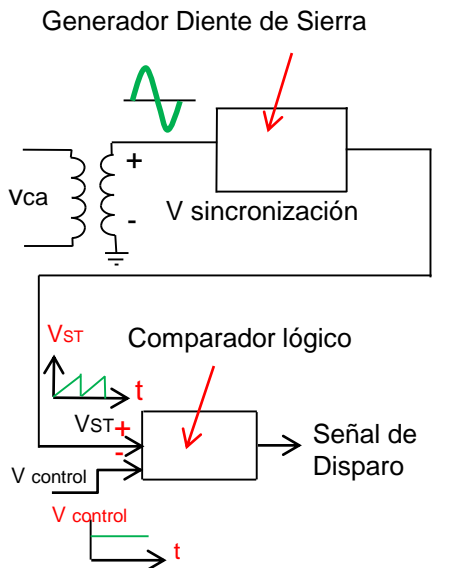 Generador Diente de Sierra
+
vca
-
V sincronización
VST
Comparador lógico
t
VST+
-
Señal de
Disparo
V control
V control
t